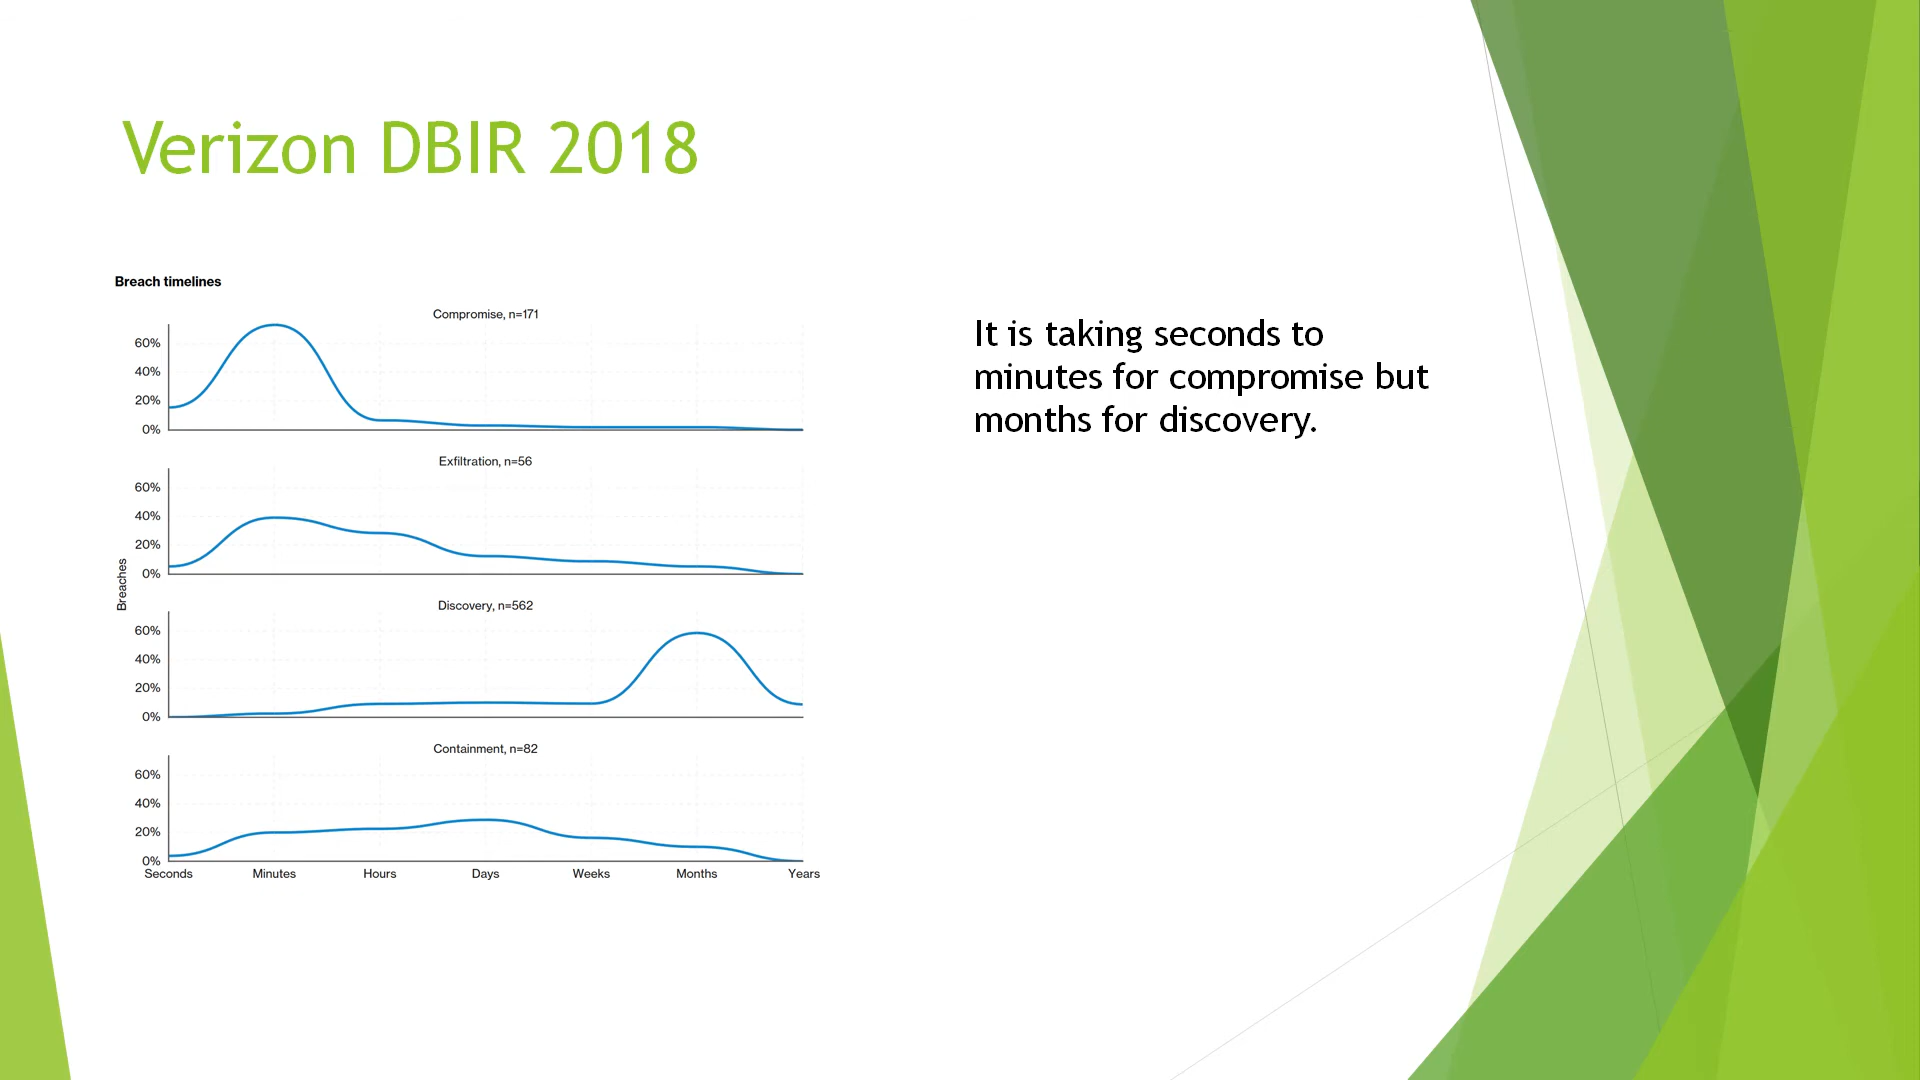 Verizon DBIR 2018
Breach timelines
Compromise, n=171
60%
40%
20%
0%
Exfiltration, n=56
60%
40%
20%
0%
Breaches
Discovery, n=562
60%
40%
20%
0%
Containment, n=82
60%
40%
20%
0%
Seconds Minutes Hours Days Weeks Months Years
It is taking seconds to
minutes for compromise but
months for discovery.